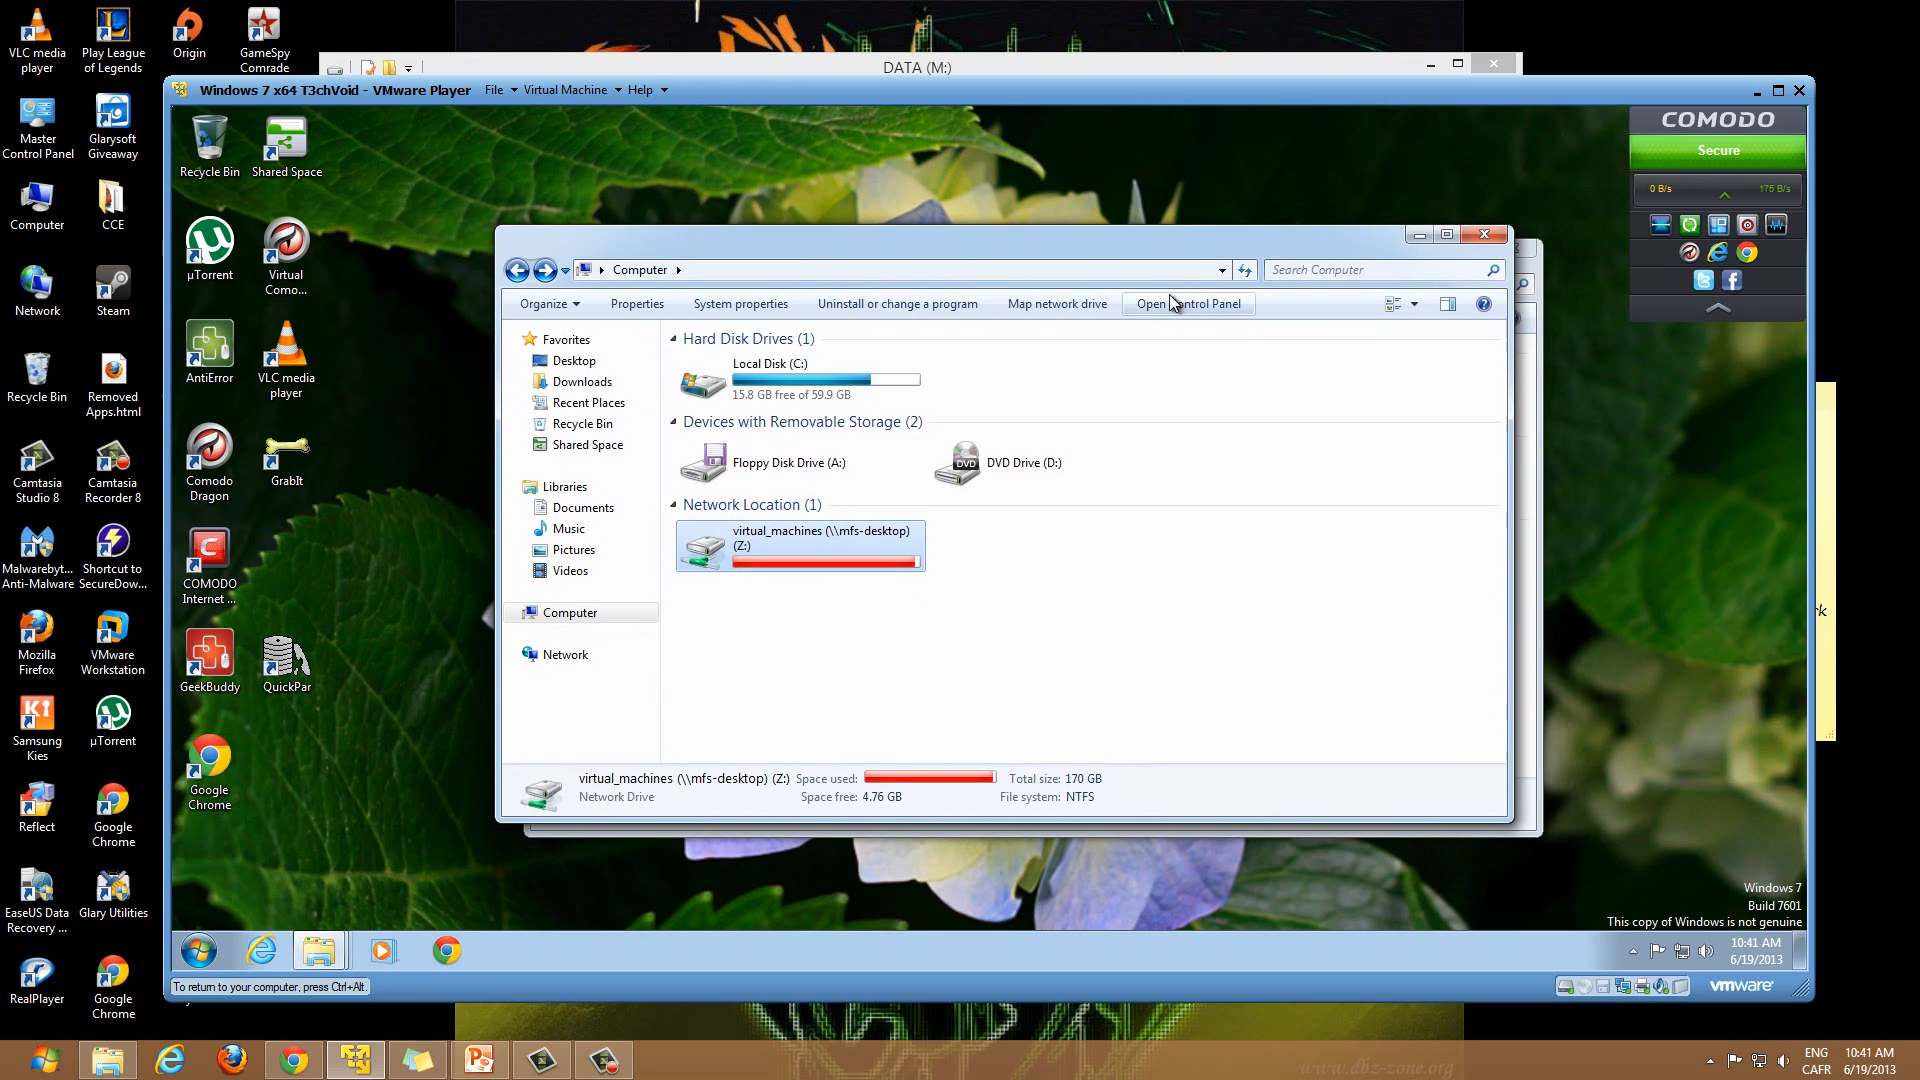 VLC media player
Play League of Legends
Origin
GameSpy Comrade
Master Control Panel
Glarysoft Giveaway
Computer
CCE
Network
Steam
Recycle Bin
Removed Apps.html
Camtasia Studio 8
Camtasia Recorder 8
Malwarebyt... Anti-Malware
Shortcut to SecureDow...
Mozilla Firefox
VMware Workstation
Samsung Kies
µTorrent
Reflect
Google Chrome
EaseUS Data Recovery ...
Glary Utilities
RealPlayer
Google Chrome
DATA (M:)
Windows 7 x64 T3chVoid - VMware Player
File
Virtual Machine
Help
Recycle Bin
Shared Space
µTorrent
Virtual Como...
AntiError
VLC media player
Comodo Dragon
GrabIt
COMODO Internet ...
GeekBuddy
QuickPar
Google Chrome
COMODO
Secure
0 B/s
175 B/s
Computer
Search Computer
Organize
Properties
System properties
Uninstall or change a program
Map network drive
Open Control Panel
Favorites
Desktop
Downloads
Recent Places
Recycle Bin
Shared Space
Libraries
Documents
Music
Pictures
Videos
Computer
Network
Hard Disk Drives (1)
Local Disk (C:)
15.8 GB free of 59.9 GB
Devices with Removable Storage (2)
Floppy Disk Drive (A:)
DVD
DVD Drive (D:)
Network Location (1)
virtual_machines (\\mfs-desktop)
(Z:)
virtual_machines (\\mfs-desktop) (Z:)
Space used:
Total size: 170 GB
Network Drive
Space free: 4.76 GB
File system: NTFS
Windows 7
Build 7601
This copy of Windows is not genuine
10:41 AM
6/19/2013
To return to your computer, press Ctrl+Alt.
vmware
www.dbz-zone.org
ENG
CAFR
10:41 AM
6/19/2013